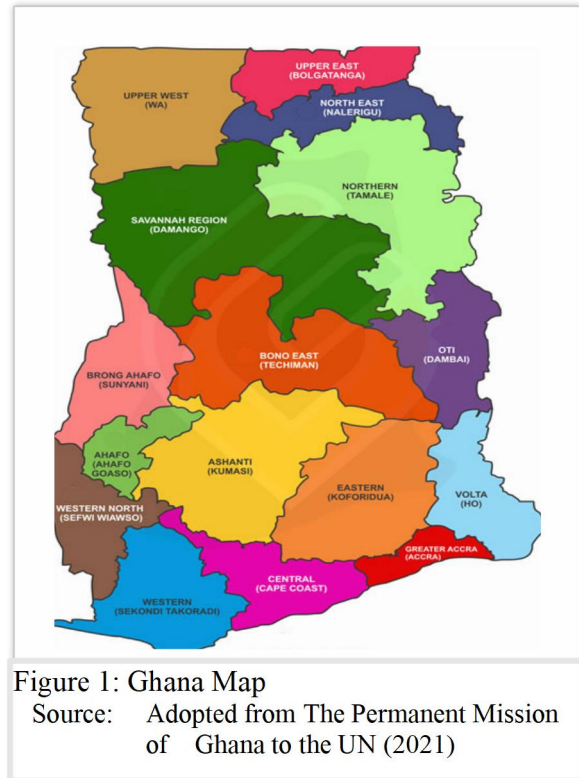 UPPER EAST
(BOLGATANGA)
UPPER WEST
(WA)
NORTH EAST
(NALERIGU)
NORTHERN
(TAMALE)
SAVANNAH REGION
(DAMANGO)
OTI
(DAMBAI)
BONO EAST
(TECHIMAN)
BRONG AHAFO
(SUNYANI)
AHAFO
(AHAFO
GOASO)
ASHANTI
(KUMASI)
EASTERN
(KOFORIDUA)
VOLTA
(HO)
WESTERN NORTH
(SEFWI WIAWSO)
GREATER ACCRA
(ACCRA)
CENTRAL
(CAPE COAST)
WESTERN
(SEKONDI TAKORADI)
Figure 1: Ghana Map
Source: Adopted from The Permanent Mission
of Ghana to the UN (2021)